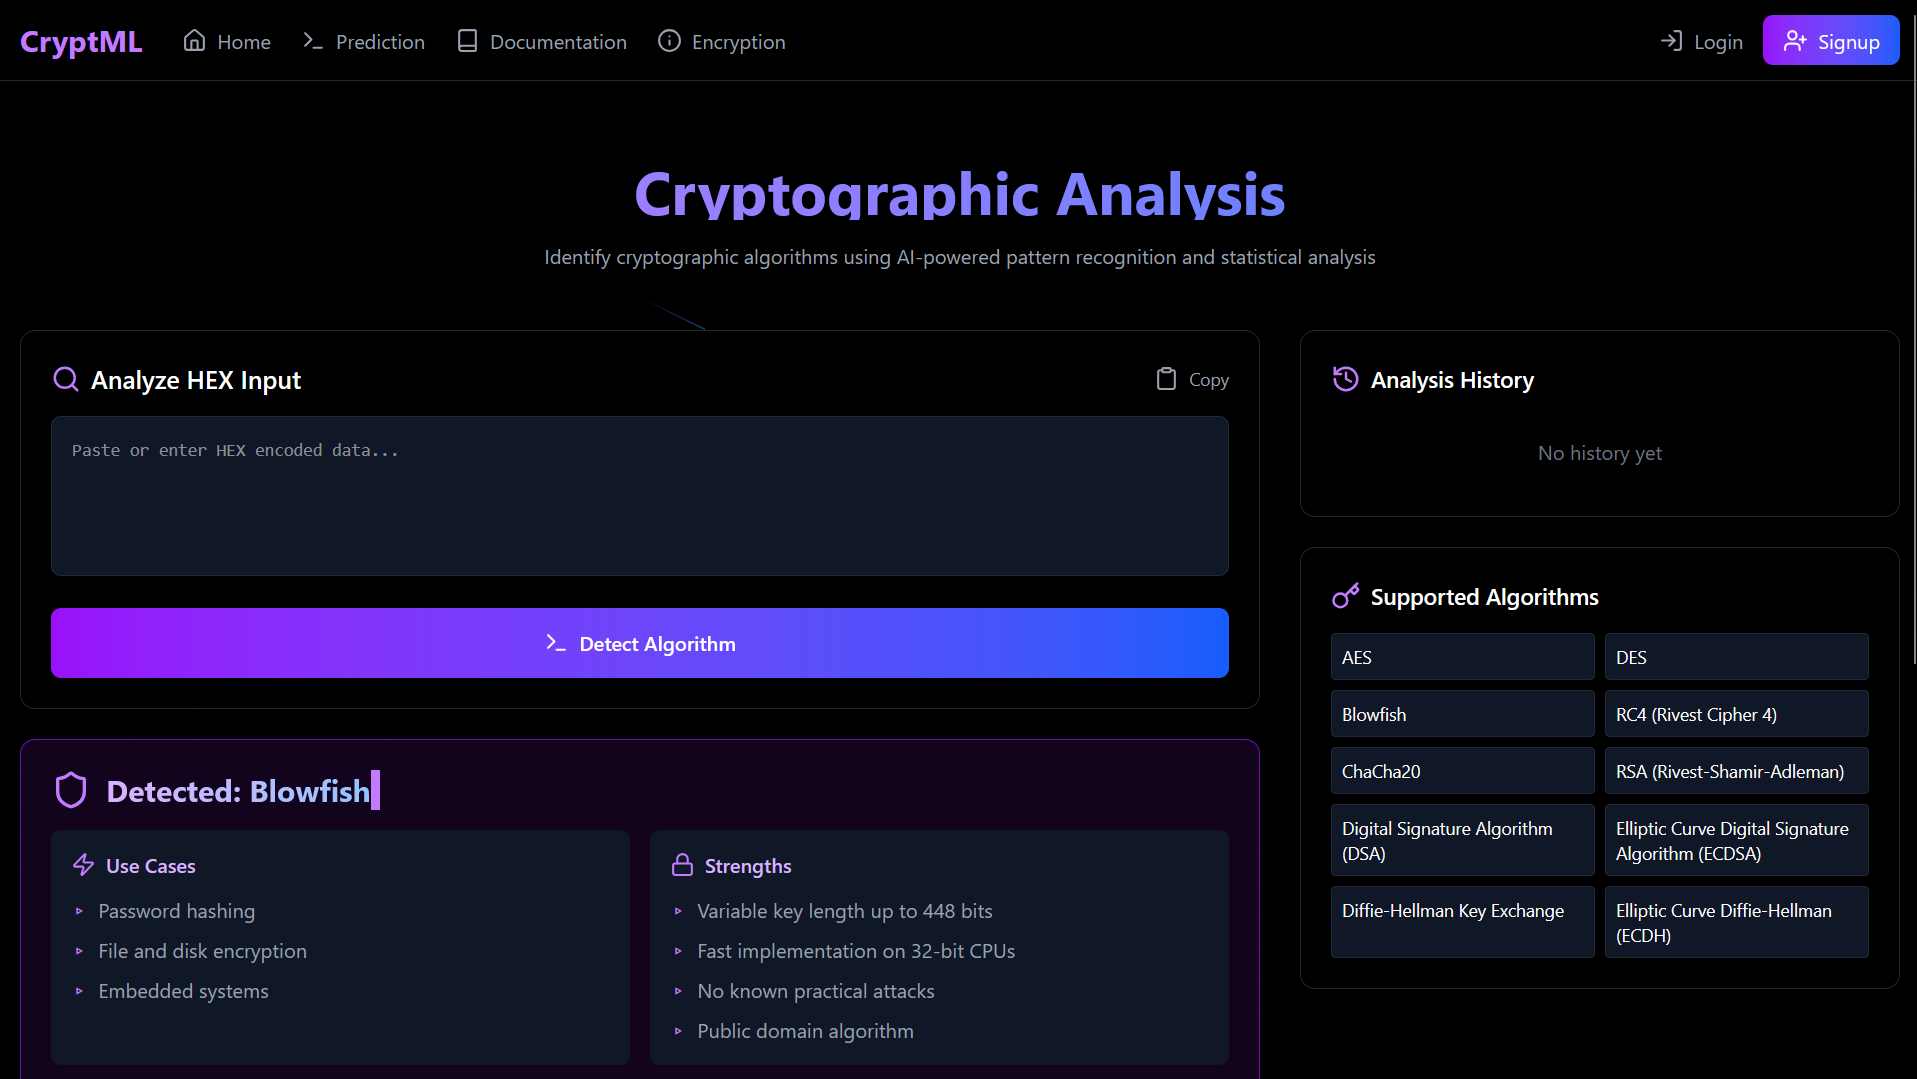 CryptML
Home
Prediction
Documentation
Encryption
Login
Signup
Cryptographic Analysis
Identify cryptographic algorithms using AI-powered pattern recognition and statistical analysis
Analyze HEX Input
Copy
Paste or enter HEX encoded data...
Detect Algorithm
Detected: Blowfish
Use Cases
Password hashing
File and disk encryption
Embedded systems
Strengths
Variable key length up to 448 bits
Fast implementation on 32-bit CPUs
No known practical attacks
Public domain algorithm
Analysis History
No history yet
Supported Algorithms
AES
DES
Blowfish
RC4 (Rivest Cipher 4)
ChaCha20
RSA (Rivest-Shamir-Adleman)
Digital Signature Algorithm
(DSA)
Elliptic Curve Digital Signature
Algorithm (ECDSA)
Diffie-Hellman Key Exchange
Elliptic Curve Diffie-Hellman
(ECDH)